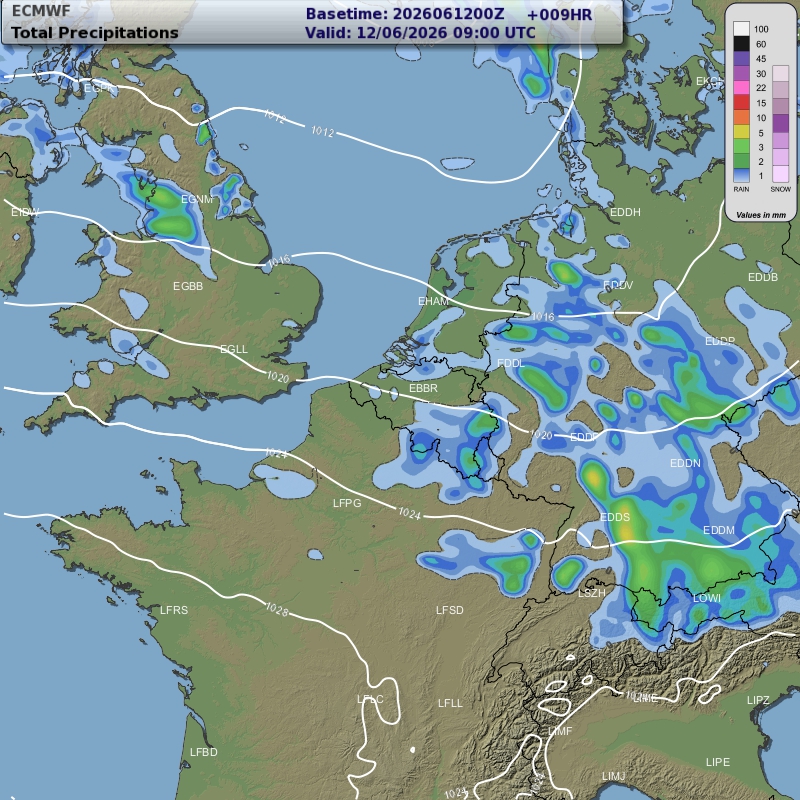 ECMWF
Basetime: 2026061200Z +009HR
Total Precipitations
Valid: 12/06/2026 09:00 UTC
100
60
45
30
22
15
10
5
3
2
1
RAIN SNOW
Values in mm
EGNM
EIDW
EDDH
1012
1012
1016
EGBB
EDDV
EDDB
EHAM
1016
EGLL
EDDP
EDDL
1020
EBBR
1020
1024
EDDN
LFPG
1024
EDDS
EDDM
LSZH
LOWI
LFRS
1028
LFSD
LFLC
LFLL
LIME
LIPZ
LIMF
LFBD
LIPE
LIMJ
1024